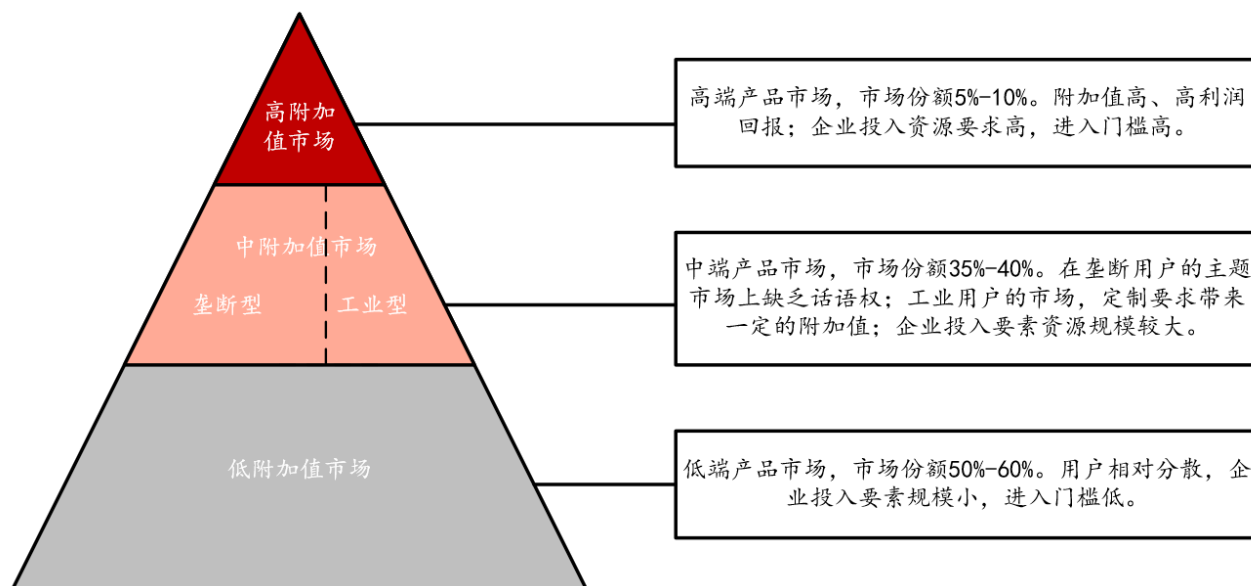 高附加
值市场
高端产品市场，市场份额5%-10%。附加值高、高利润
回报；企业投入资源要求高，进入门槛高。
中附加值市场
垄断型
工业型
中端产品市场，市场份额35%-40%。在垄断用户的主题
市场上缺乏话语权；工业用户的市场，定制要求带来
一定的附加值；企业投入要素资源规模较大。
低附加值市场
低端产品市场，市场份额50%-60%。用户相对分散，企
业投入要素规模小，进入门槛低。